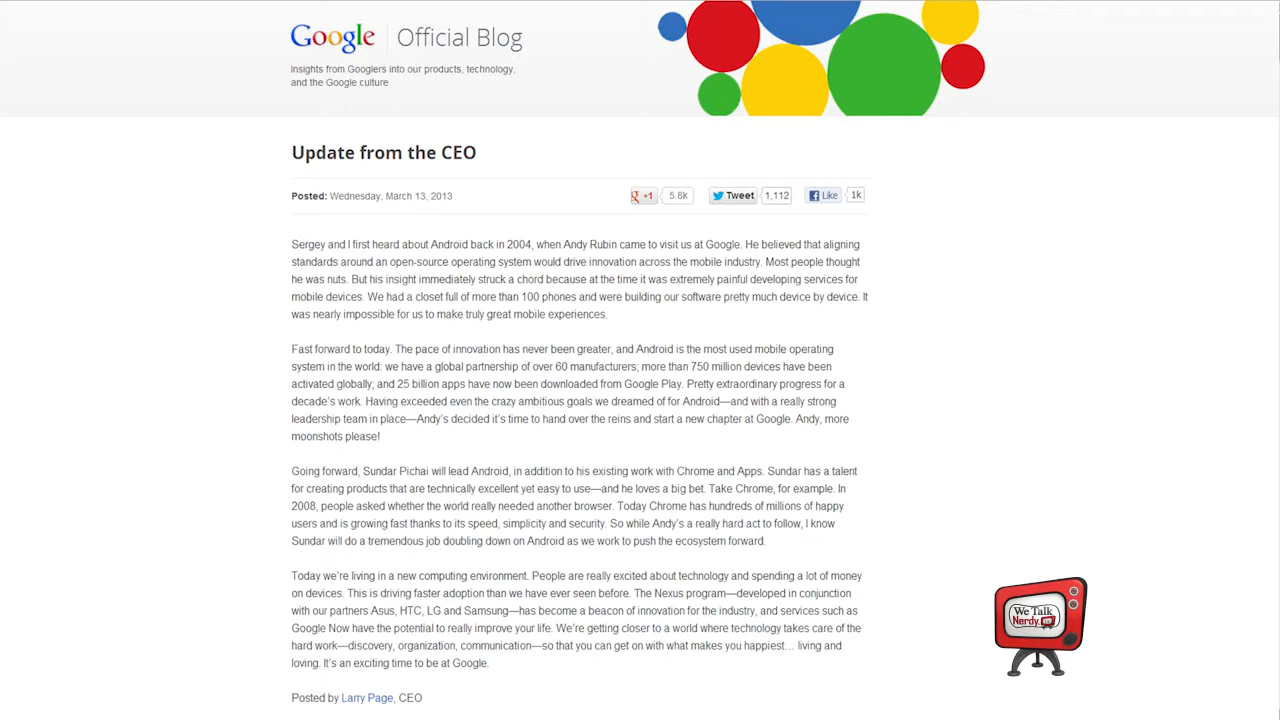 Google Official Blog
Insights from Googlers into our products, technology,
and the Google culture
Update from the CEO
Posted: Wednesday, March 13, 2013
+1 5.8k Tweet 1,112 Like 1k
Sergey and I first heard about Android back in 2004, when Andy Rubin came to visit us at Google. He believed that aligning
standards around an open-source operating system would drive innovation across the mobile industry. Most people thought
he was nuts. But his insight immediately struck a chord because at the time it was extremely painful developing services for
mobile devices. We had a closet full of more than 100 phones and were building our software pretty much device by device. It
was nearly impossible for us to make truly great mobile experiences.
Fast forward to today. The pace of innovation has never been greater, and Android is the most used mobile operating
system in the world: we have a global partnership of over 60 manufacturers; more than 750 million devices have been
activated globally; and 25 billion apps have now been downloaded from Google Play. Pretty extraordinary progress for a
decade’s work. Having exceeded even the crazy ambitious goals we dreamed of for Android—and with a really strong
leadership team in place—Andy’s decided it’s time to hand over the reins and start a new chapter at Google. Andy, more
moonshots please!
Going forward, Sundar Pichai will lead Android, in addition to his existing work with Chrome and Apps. Sundar has a talent
for creating products that are technically excellent yet easy to use—and he loves a big bet. Take Chrome, for example. In
2008, people asked whether the world really needed another browser. Today Chrome has hundreds of millions of happy
users and is growing fast thanks to its speed, simplicity and security. So while Andy’s a really hard act to follow, I know
Sundar will do a tremendous job doubling down on Android as we work to push the ecosystem forward.
Today we’re living in a new computing environment. People are really excited about technology and spending a lot of money
on devices. This is driving faster adoption than we have ever seen before. The Nexus program—developed in conjunction
with our partners Asus, HTC, LG and Samsung—has become a beacon of innovation for the industry, and services such as
Google Now have the potential to really improve your life. We’re getting closer to a world where technology takes care of the
hard work—discovery, organization, communication—so that you can get on with what makes you happiest… living and
loving. It’s an exciting time to be at Google.
Posted by Larry Page, CEO
We Talk
Nerdy